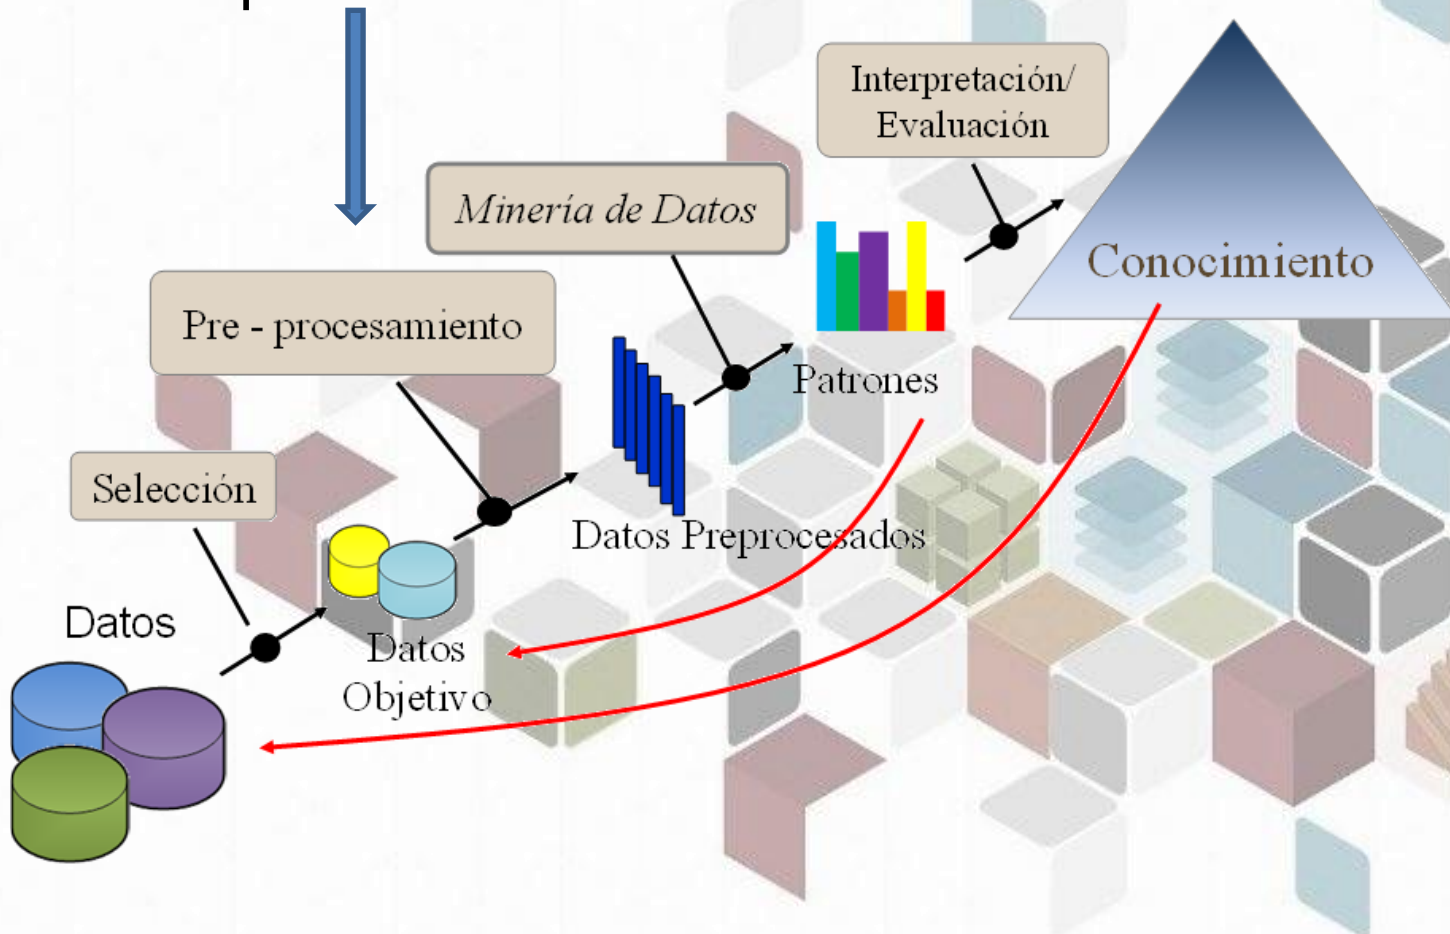 Interpretación/
Evaluación
Minería de Datos
Conocimiento
Pre - procesamiento
Patrones
Selección
Datos Preprocesados
Datos
Datos
Objetivo